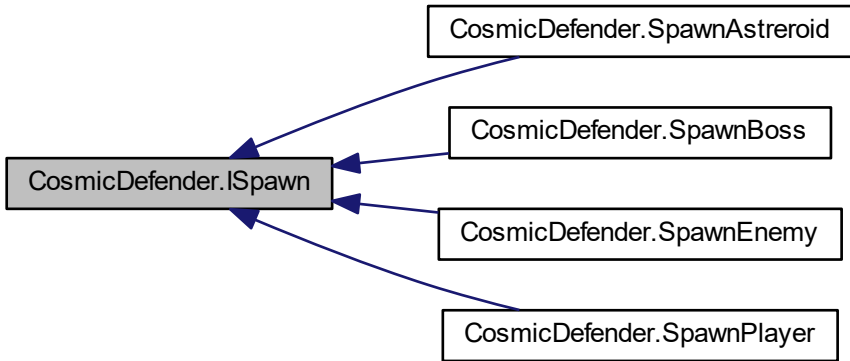 CosmicDefender.SpawnAstreroid
CosmicDefender.SpawnBoss
CosmicDefender.ISpawn
CosmicDefender.SpawnEnemy
CosmicDefender.SpawnPlayer